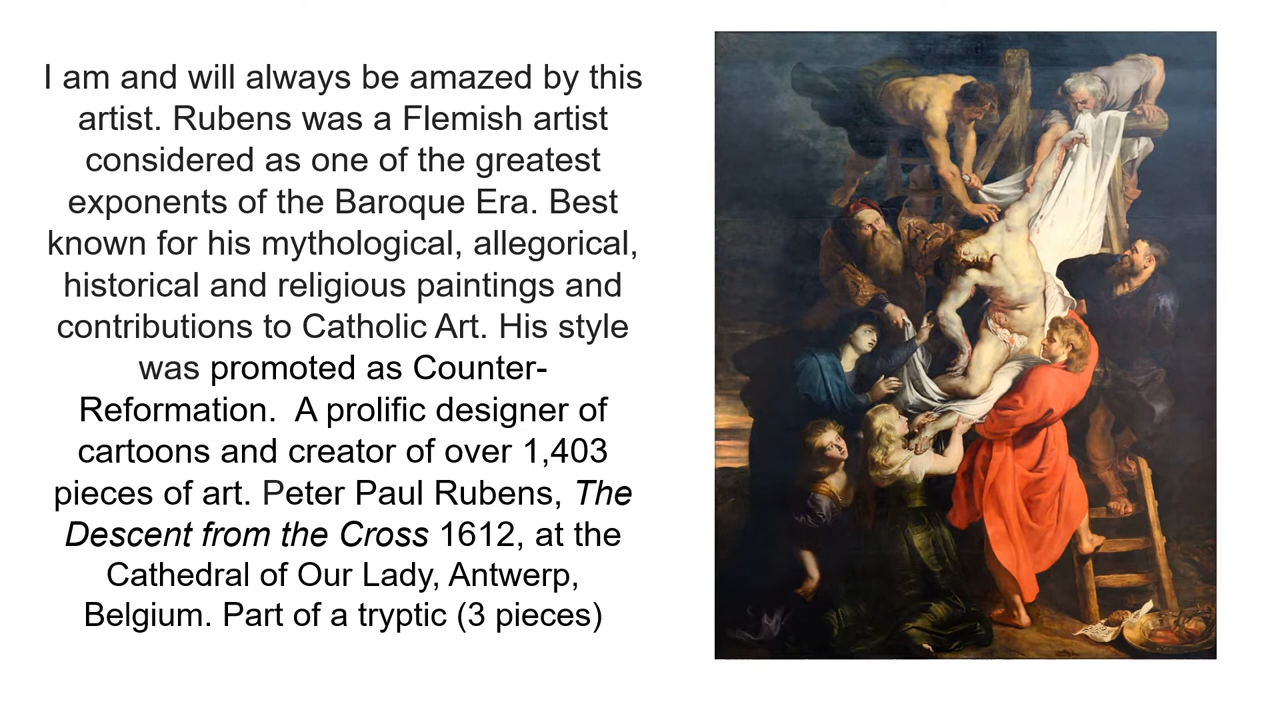 I am and will always be amazed by this
artist. Rubens was a Flemish artist
considered as one of the greatest
exponents of the Baroque Era. Best
known for his mythological, allegorical,
historical and religious paintings and
contributions to Catholic Art. His style
was promoted as Counter-
Reformation.  A prolific designer of
cartoons and creator of over 1,403
pieces of art. Peter Paul Rubens, The
Descent from the Cross 1612, at the
Cathedral of Our Lady, Antwerp,
Belgium. Part of a tryptic (3 pieces)